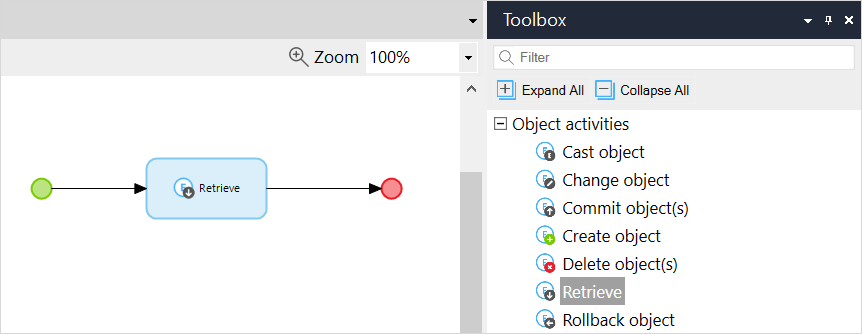 Toolbox
Zoom 100%
Filter
Expand All Collapse All
Object activities
Cast object
Change object
Commit object(s)
Create object
Delete object(s)
Retrieve
Rollback object
Retrieve